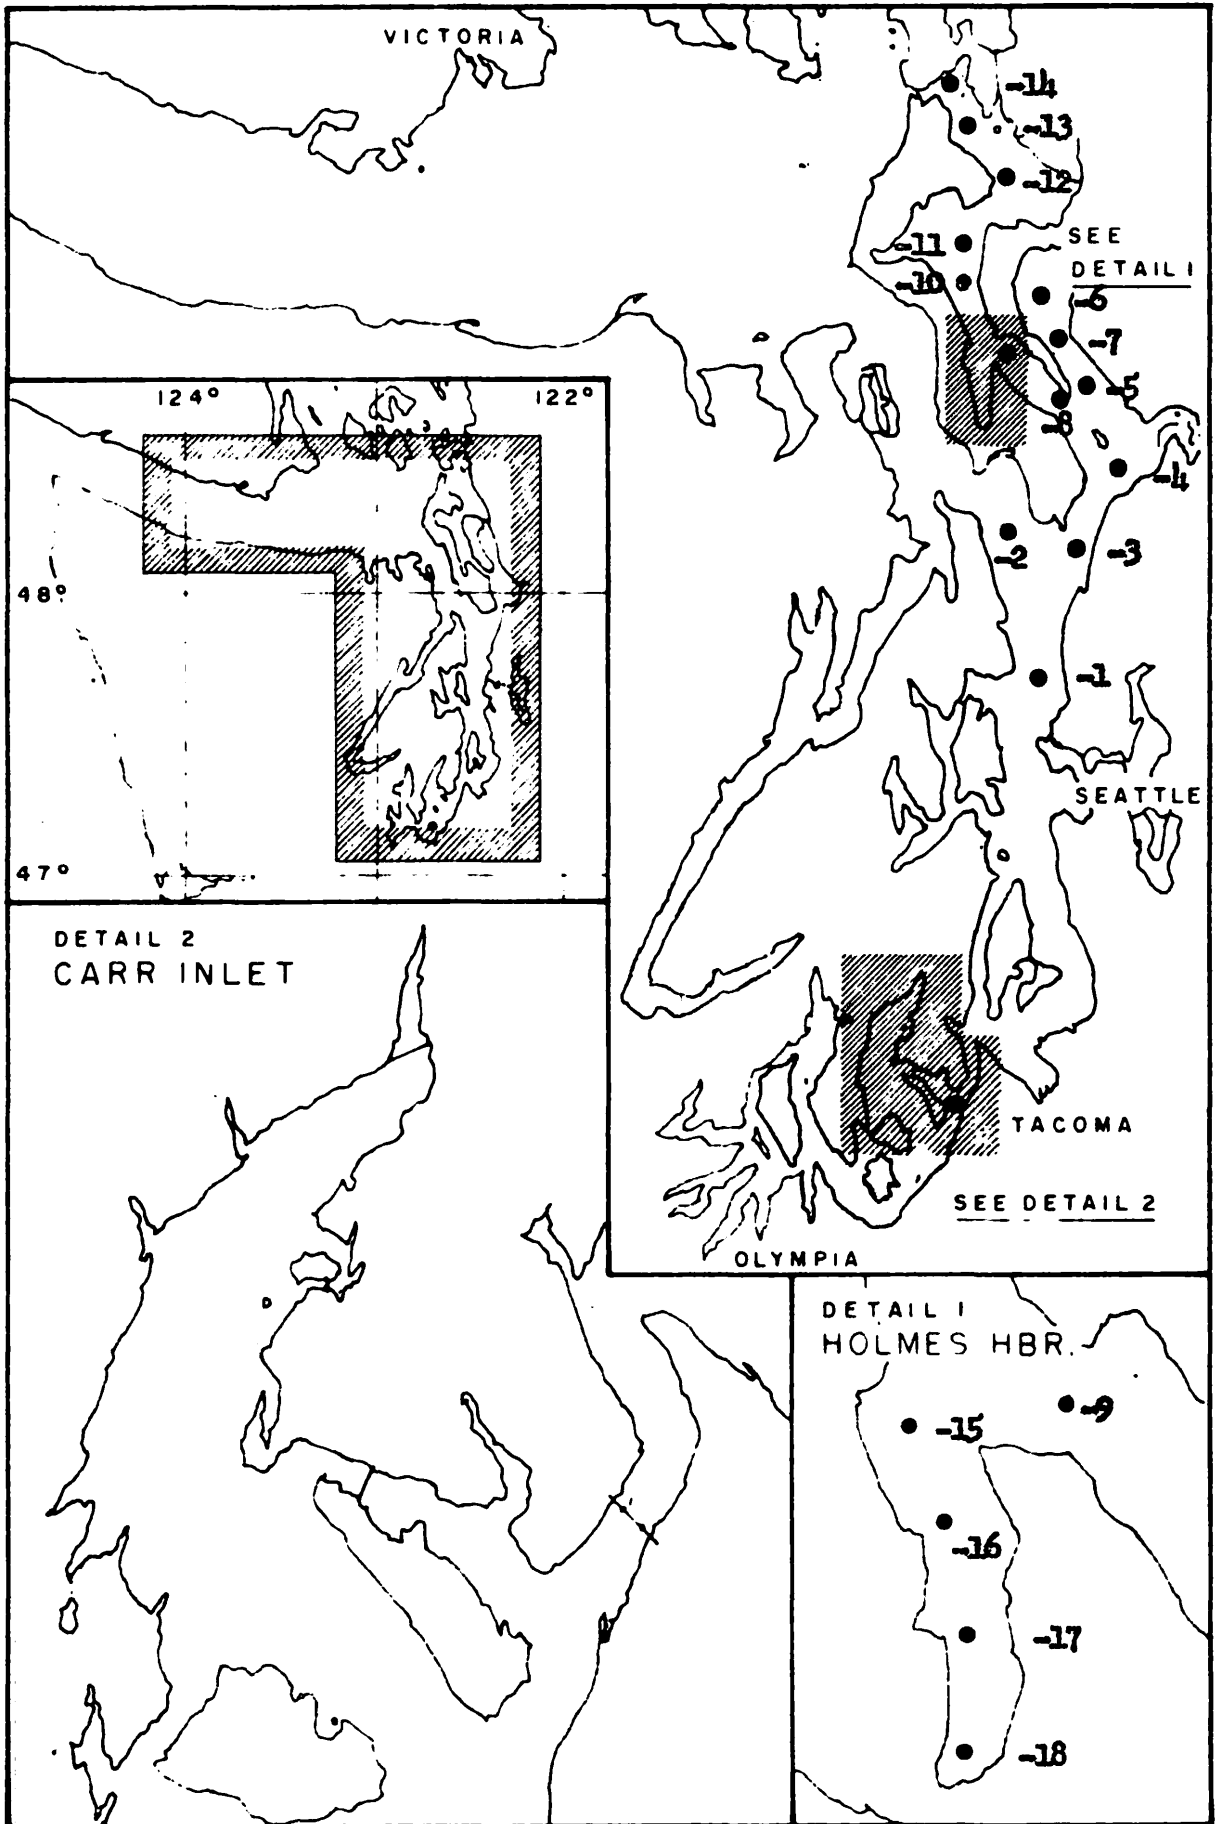 VICTORIA
-14
-13
-12
-11
SEE
DETAIL 1
-10
-6
-7
-5
-8
-4
-2
-3
-1
SEATTLE
TACOMA
SEE DETAIL 2
OLYMPIA
124°
122°
48°
47°
DETAIL 2
CARR INLET
DETAIL 1
HOLMES HBR.
-9
-15
-16
-17
-18